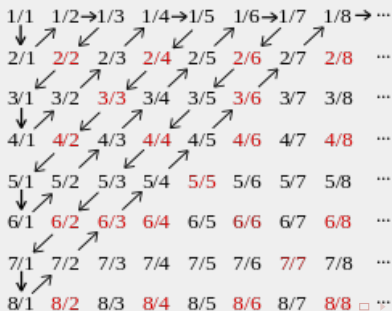 1/1 1/2 1/3 1/4 1/5 1/6 1/7 1/8 ···
2/1 2/2 2/3 2/4 2/5 2/6 2/7 2/8 ···
3/1 3/2 3/3 3/4 3/5 3/6 3/7 3/8 ···
4/1 4/2 4/3 4/4 4/5 4/6 4/7 4/8 ···
5/1 5/2 5/3 5/4 5/5 5/6 5/7 5/8 ···
6/1 6/2 6/3 6/4 6/5 6/6 6/7 6/8 ···
7/1 7/2 7/3 7/4 7/5 7/6 7/7 7/8 ···
8/1 8/2 8/3 8/4 8/5 8/6 8/7 8/8 ···